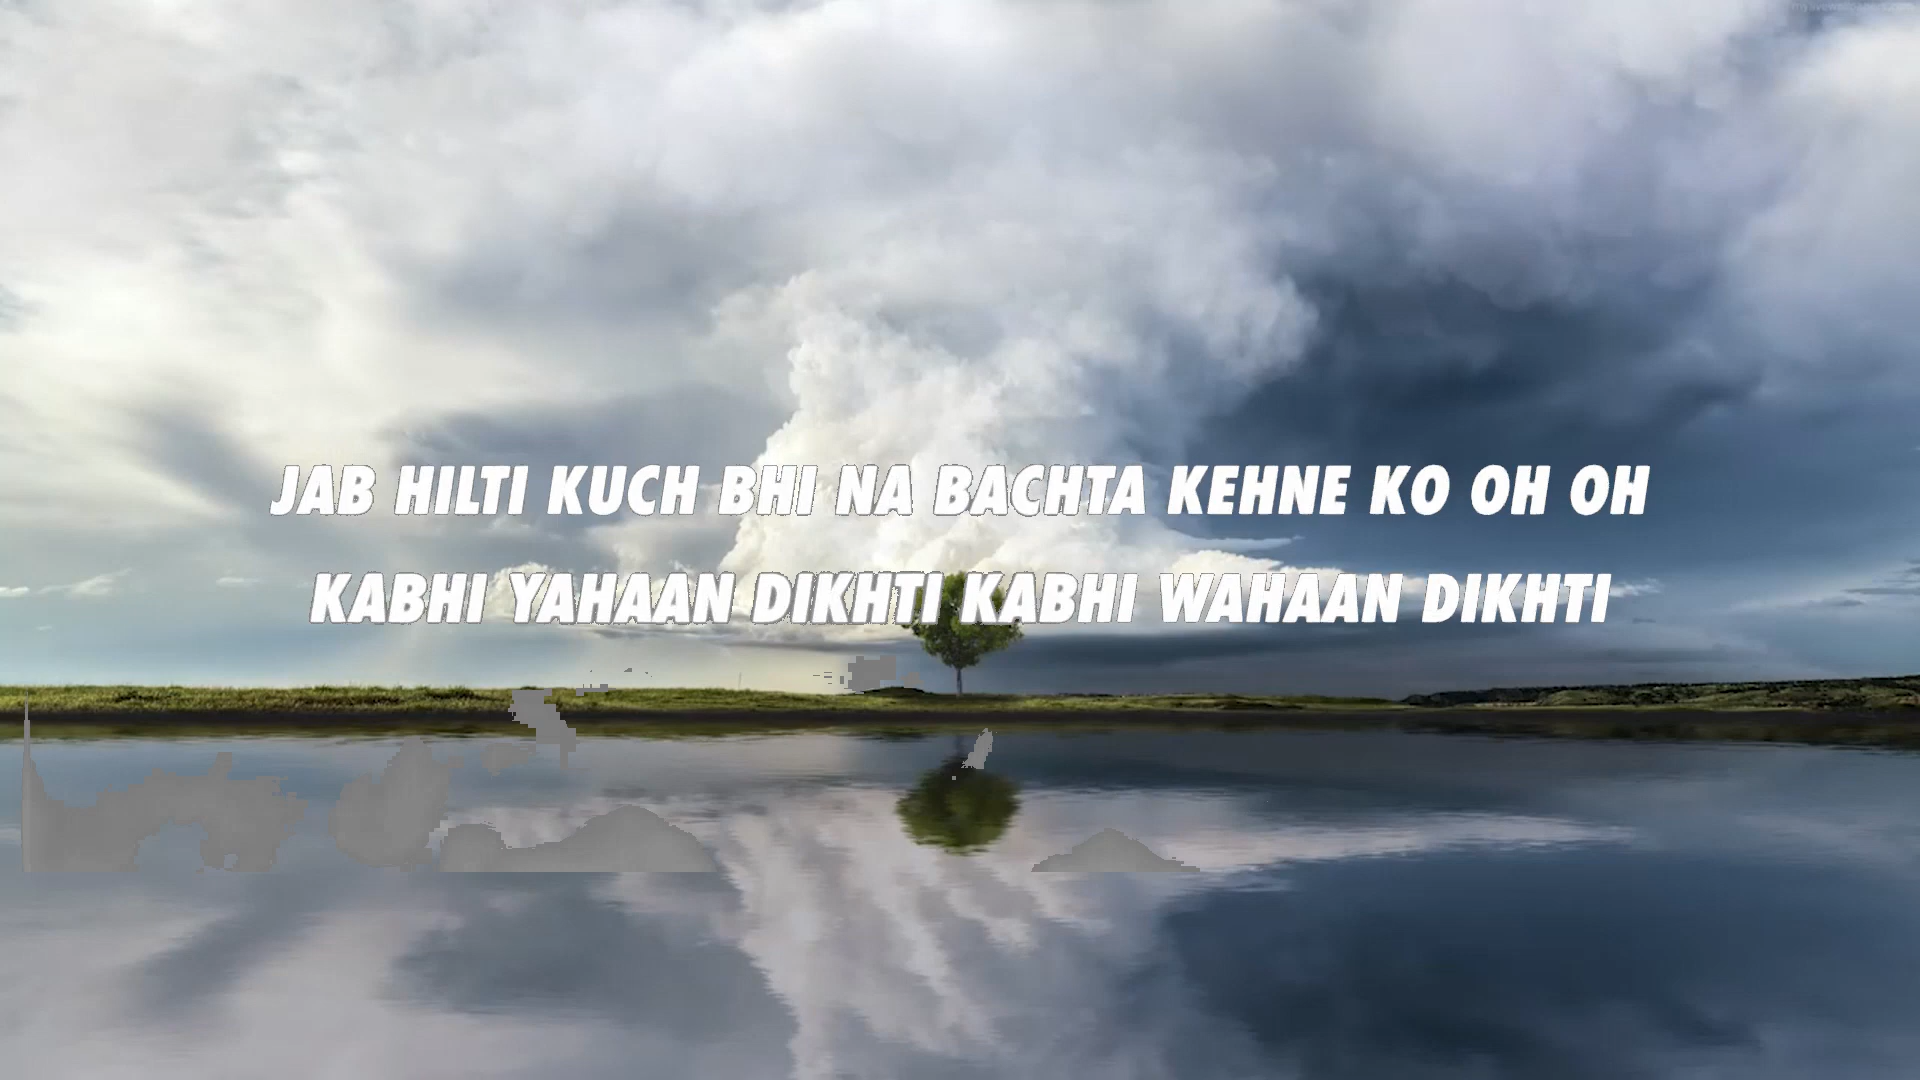 JAB HILTI KUCH BHI NA BACHTA KEHNE KO OH OH
KABHI YAHAAN DIKHTI KABHI WAHAAN DIKHTI